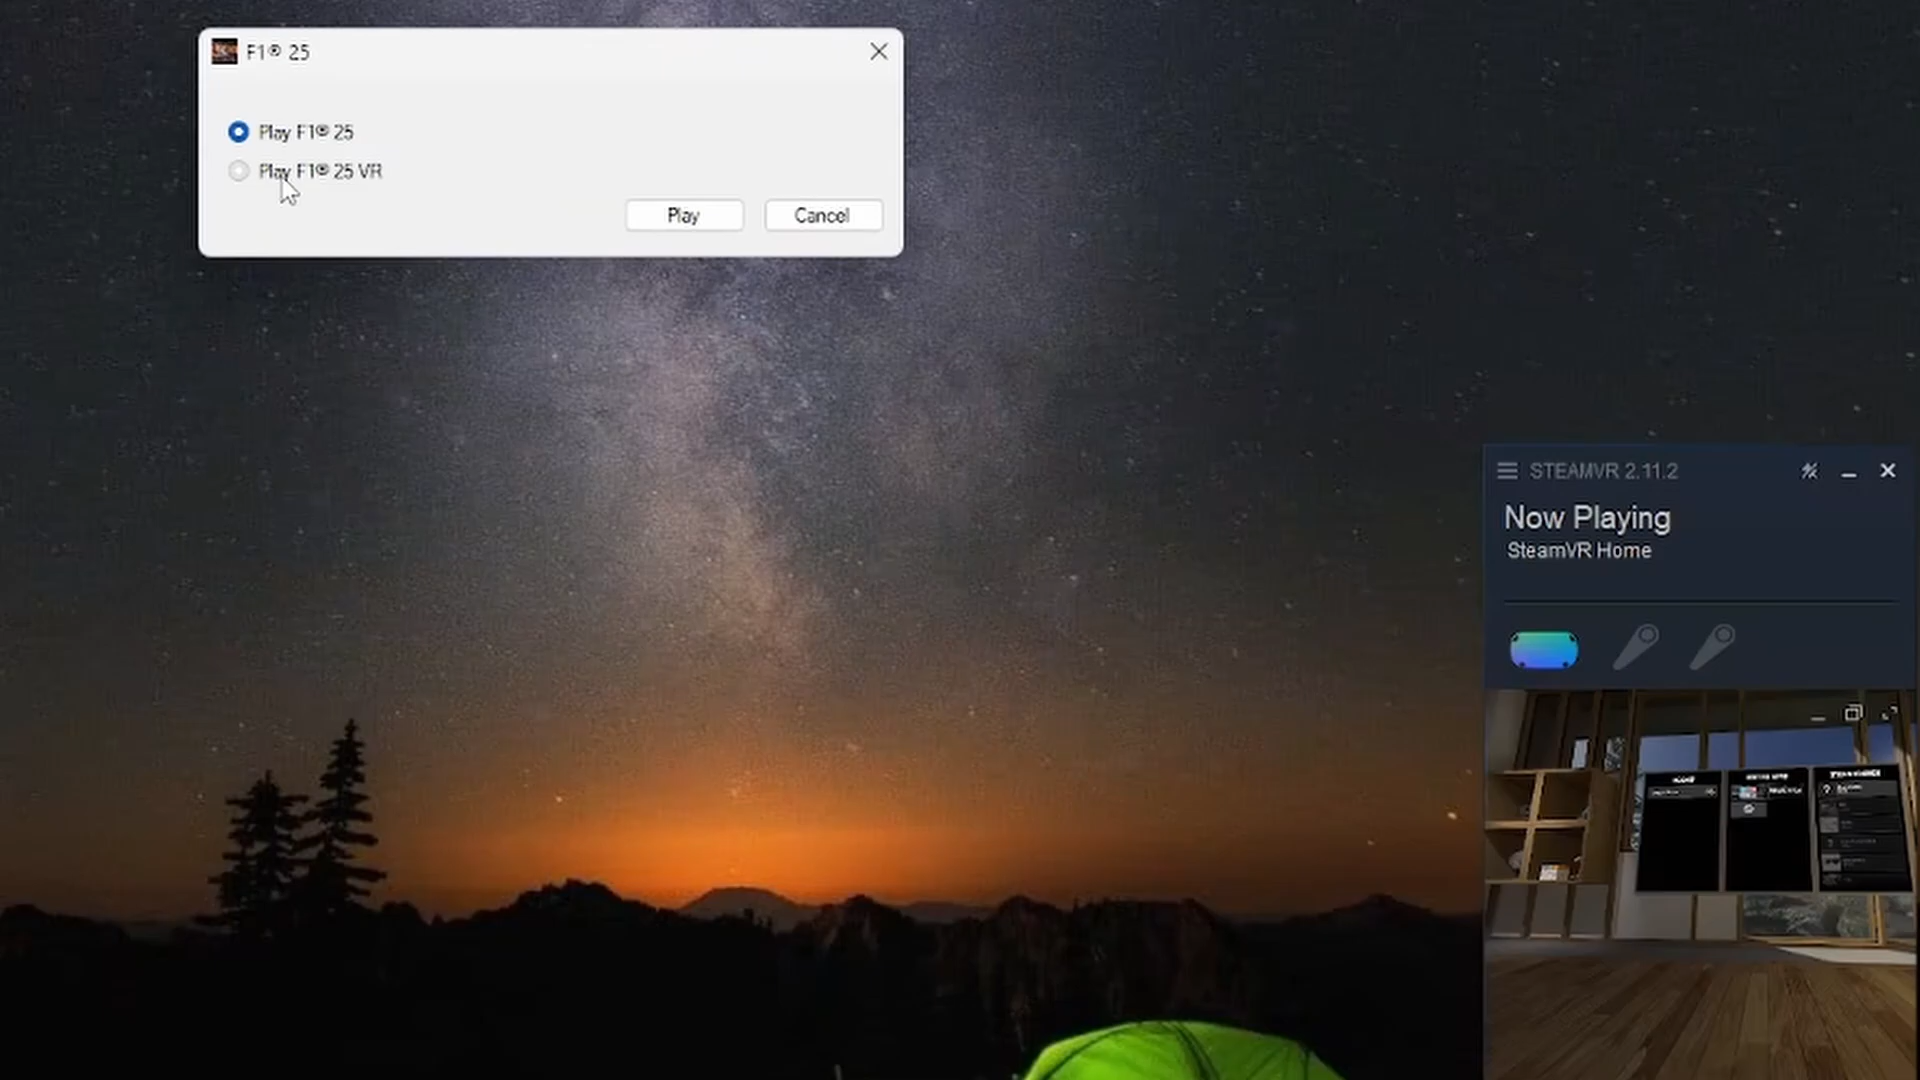 F1® 25
Play F1® 25
Play F1® 25 VR
Play
Cancel
STEAMVR 2.11.2
Now Playing
SteamVR Home